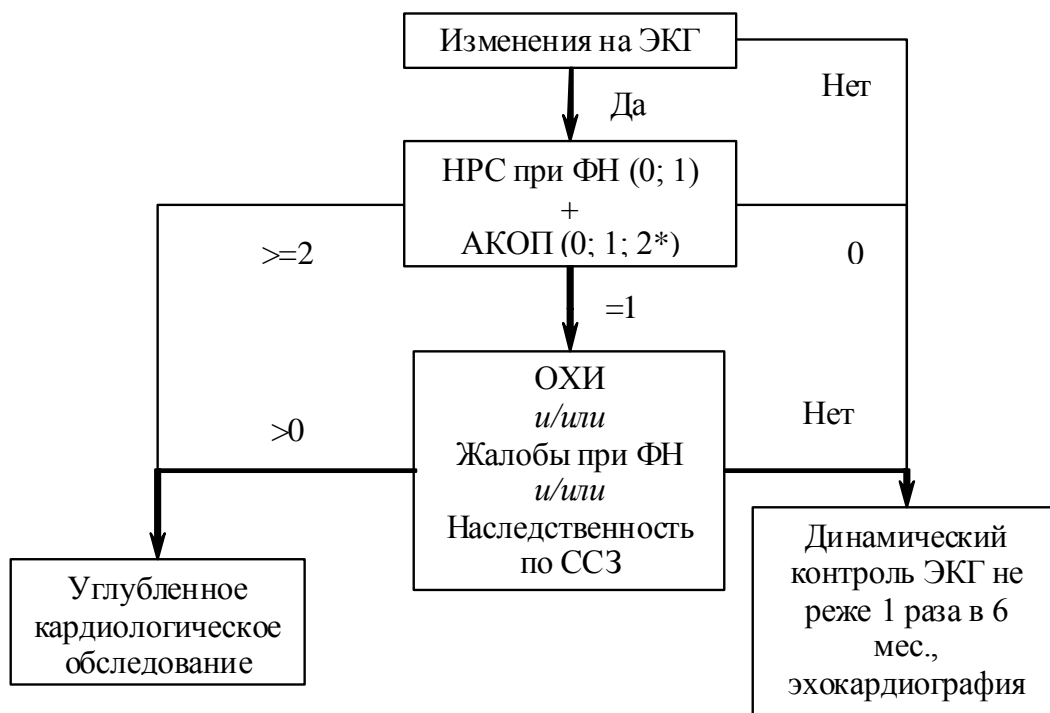 Изменения на ЭКГ
Нет
Да
НРС при ФН (0; 1)
+
АКОП (0; 1; 2*)
>=2
0
=1
ОХИ
и/или
Жалобы при ФН
и/или
Наследственность
по ССЗ
>0
Нет
Углубленное
кардиологическое
обследование
Динамический
контроль ЭКГ не
реже 1 раза в 6
мес.,
эхокардиография